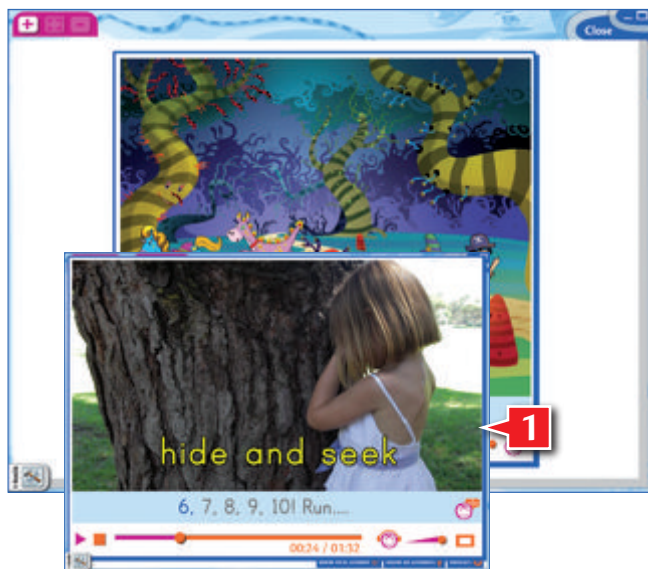 Close
1
hide and seek
6, 7, 8, 9, 10! Run....
00:24 / 01:32